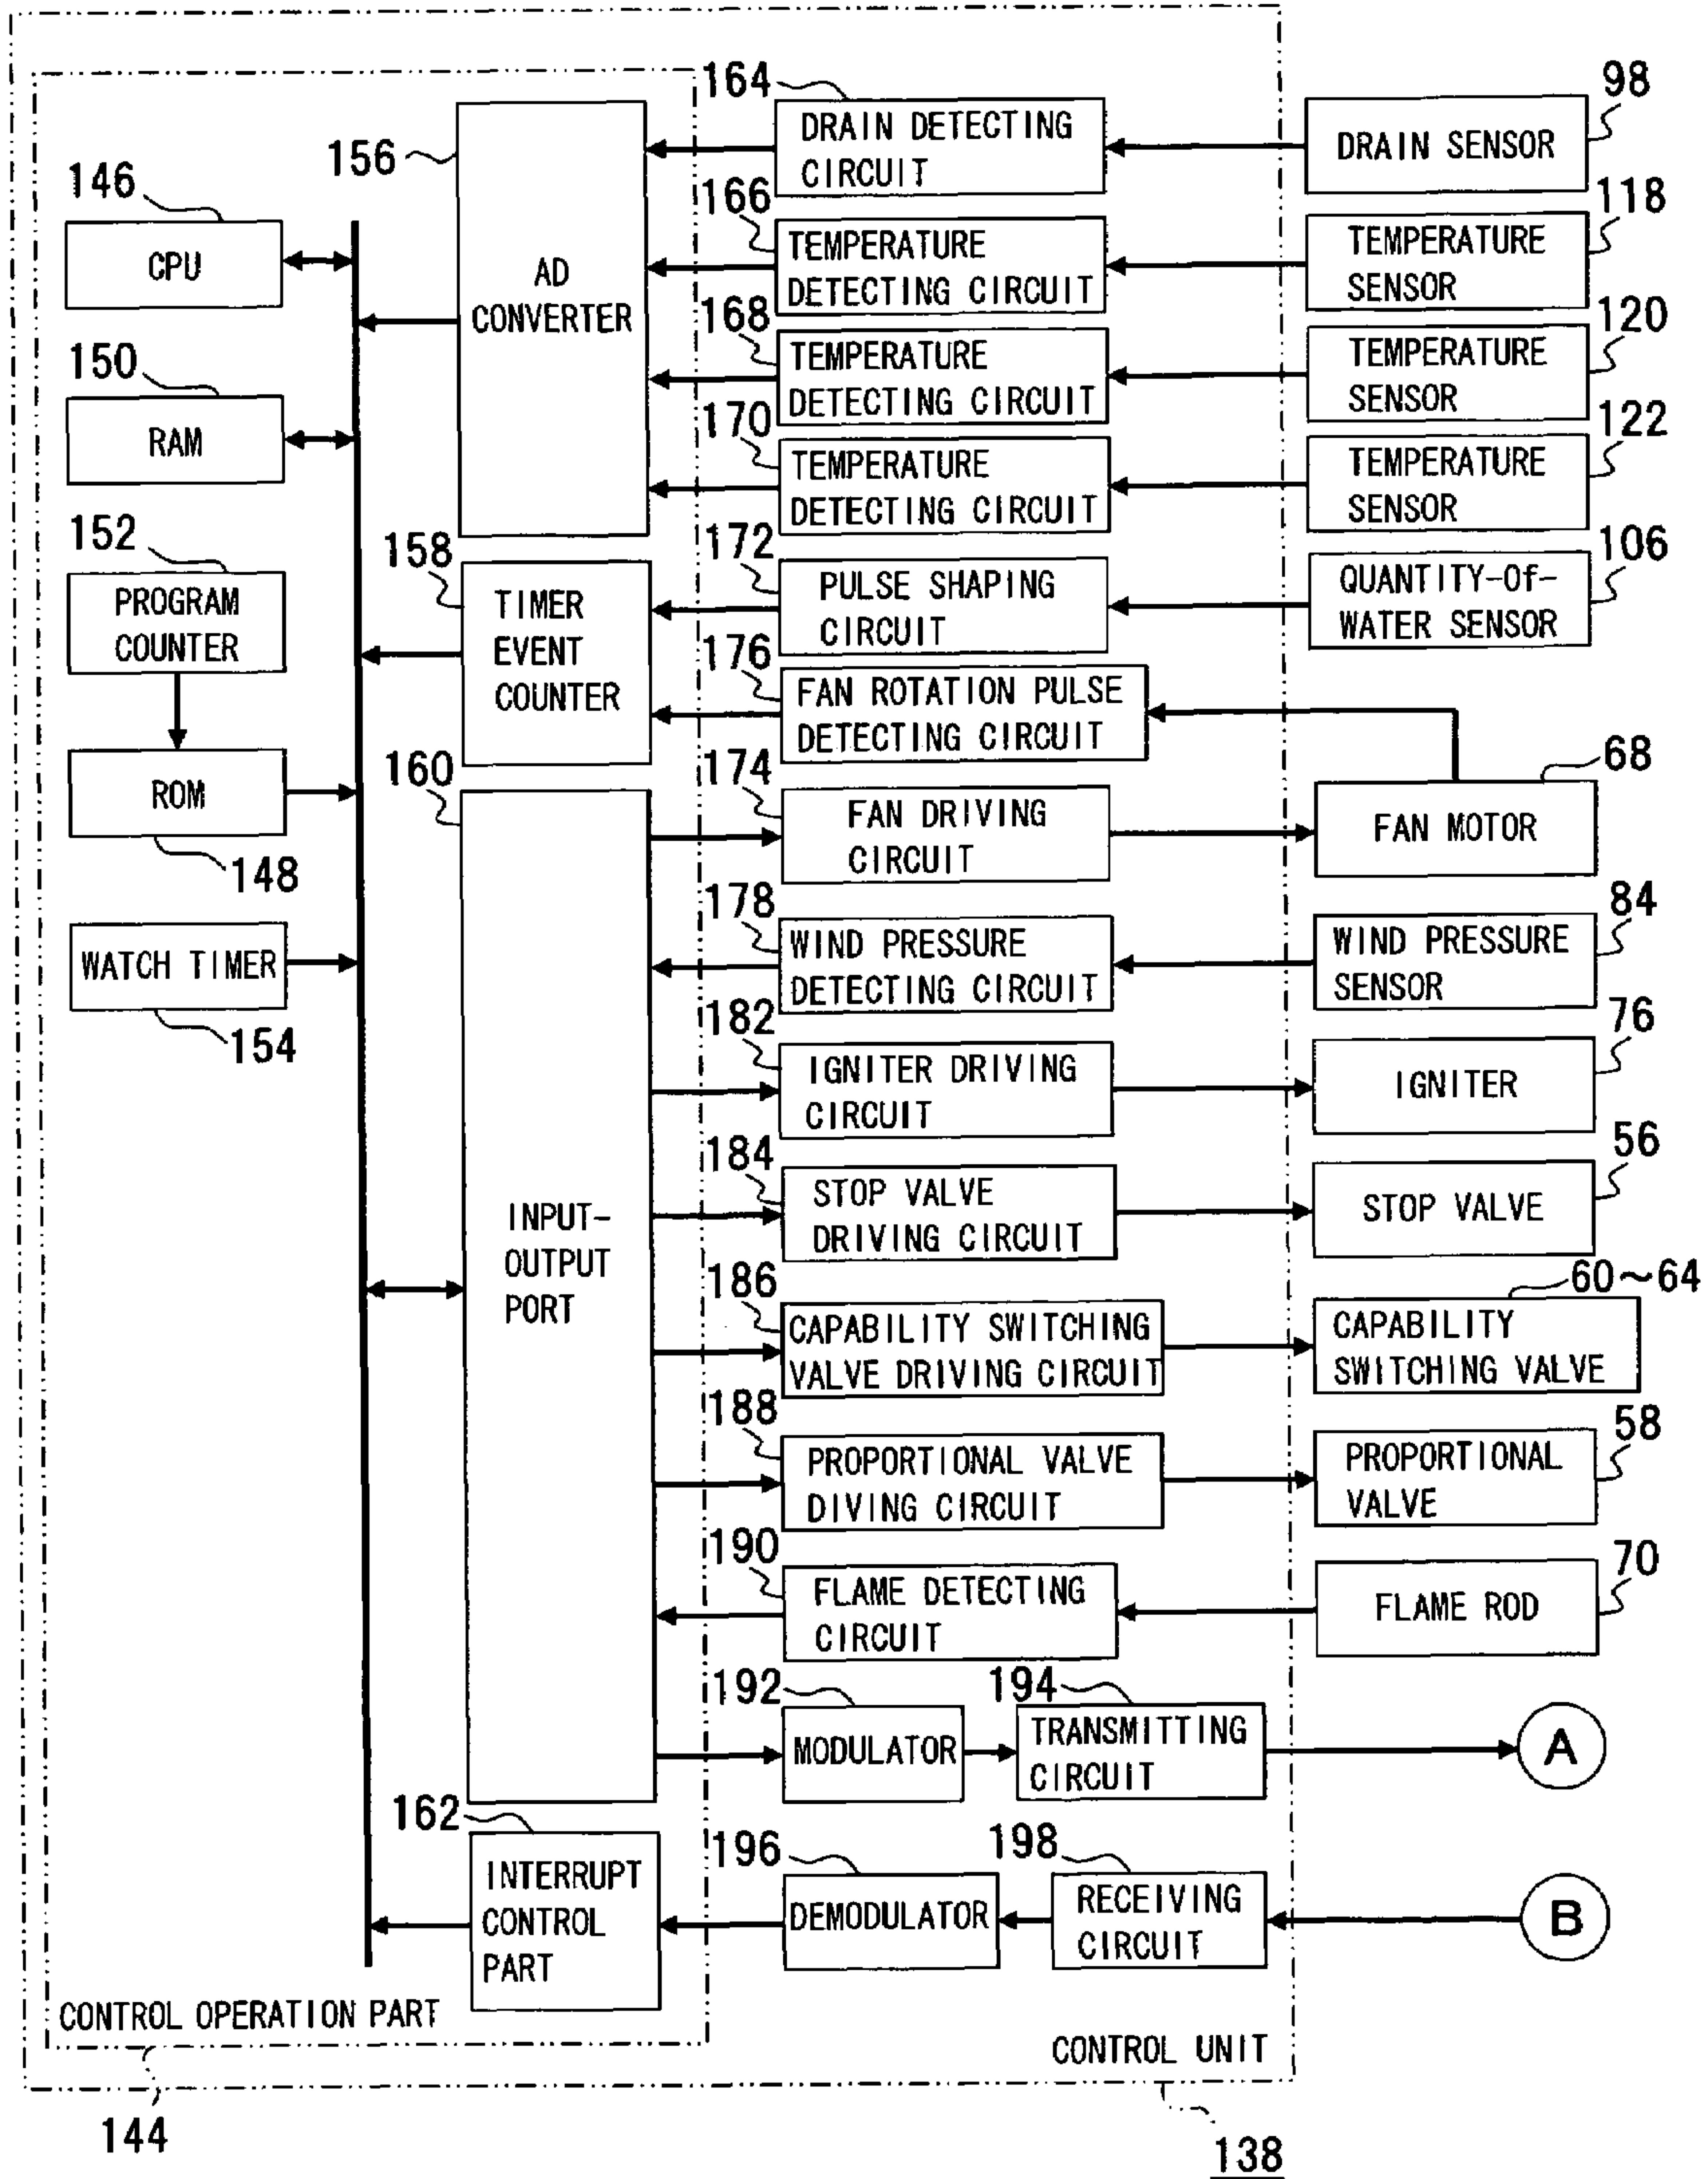 164
DRAIN DETECTING
CIRCUIT
98
DRAIN SENSOR
156
AD
CONVERTER
146
CPU
166
TEMPERATURE
DETECTING CIRCUIT
118
TEMPERATURE
SENSOR
168
TEMPERATURE
DETECTING CIRCUIT
120
TEMPERATURE
SENSOR
150
RAM
170
TEMPERATURE
DETECTING CIRCUIT
122
TEMPERATURE
SENSOR
152
PROGRAM
COUNTER
158
TIMER
EVENT
COUNTER
172
PULSE SHAPING
CIRCUIT
106
QUANTITY-Of-
WATER SENSOR
176
FAN ROTATION PULSE
DETECTING CIRCUIT
ROM
148
160
INPUT-
OUTPUT
PORT
174
FAN DRIVING
CIRCUIT
68
FAN MOTOR
WATCH TIMER
154
178
WIND PRESSURE
DETECTING CIRCUIT
84
WIND PRESSURE
SENSOR
182
IGNITER DRIVING
CIRCUIT
76
IGNITER
184
STOP VALVE
DRIVING CIRCUIT
56
STOP VALVE
186
CAPABILITY SWITCHING
VALVE DRIVING CIRCUIT
60～64
CAPABILITY
SWITCHING VALVE
188
PROPORTIONAL VALVE
DIVING CIRCUIT
58
PROPORTIONAL
VALVE
190
FLAME DETECTING
CIRCUIT
70
FLAME ROD
192
MODULATOR
194
TRANSMITTING
CIRCUIT
A
162
INTERRUPT
CONTROL
PART
196
DEMODULATOR
198
RECEIVING
CIRCUIT
B
CONTROL OPERATION PART
CONTROL UNIT
144
138